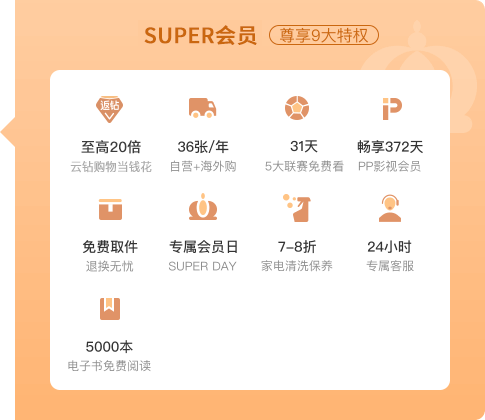 SUPER会员 尊享9大特权
返钻
至高20倍
云钻购物当钱花
36张/年
自营+海外购
31天
5大联赛免费看
畅享372天
PP影视会员
免费取件
退换无忧
专属会员日
SUPER DAY
7-8折
家电清洗保养
24小时
专属客服
5000本
电子书免费阅读